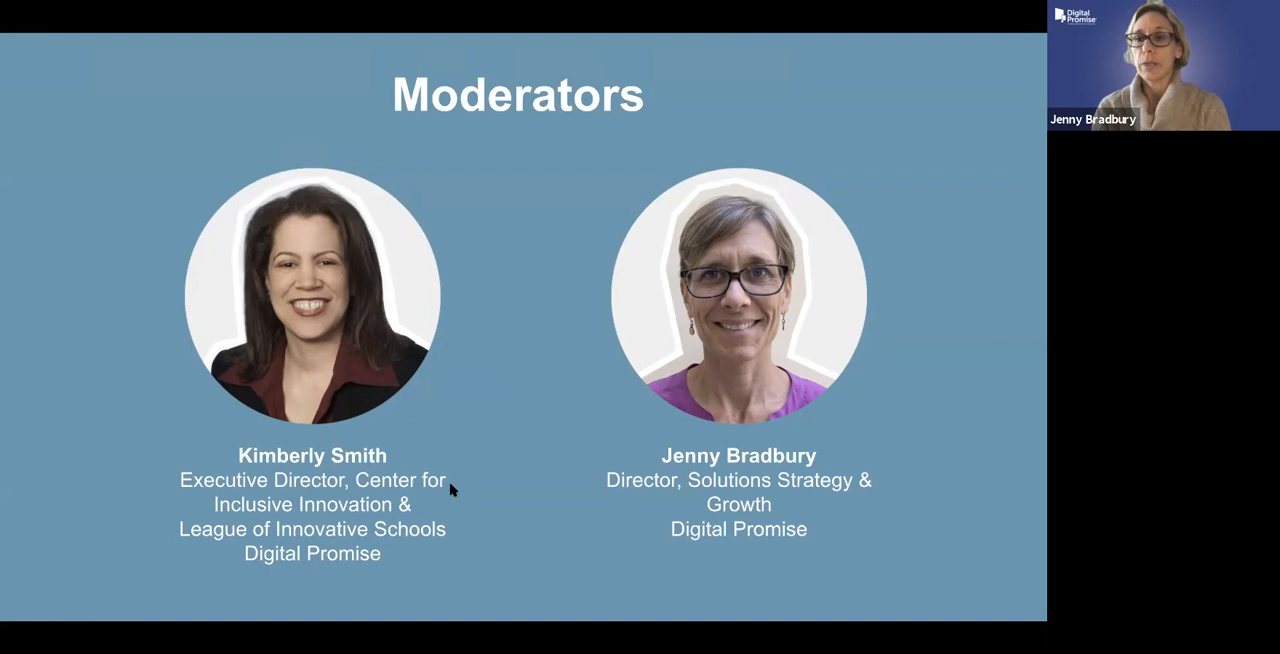 Moderators
Kimberly Smith
Executive Director, Center for
Inclusive Innovation &
League of Innovative Schools
Digital Promise
Jenny Bradbury
Director, Solutions Strategy &
Growth
Digital Promise
Digital
Promise
Jenny Bradbury